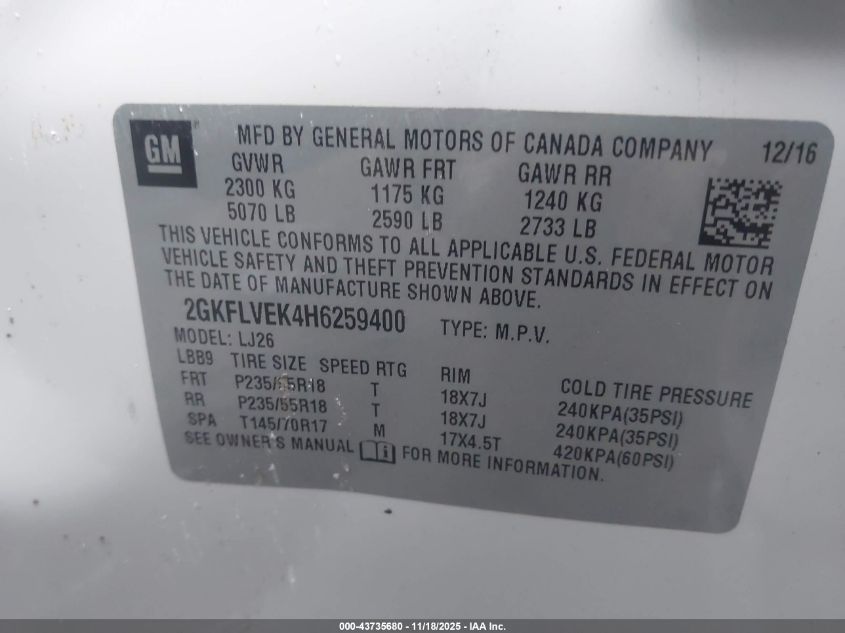 GM
MFD BY GENERAL MOTORS OF CANADA COMPANY 12/16
GVWR GAWR FRT GAWR RR
2300 KG 1175 KG 1240 KG
5070 LB 2590 LB 2733 LB
THIS VEHICLE CONFORMS TO ALL APPLICABLE U.S. FEDERAL MOTOR
VEHICLE SAFETY AND THEFT PREVENTION STANDARDS IN EFFECT ON
THE DATE OF MANUFACTURE SHOWN ABOVE.
2GKFLVEK4H6259400 TYPE: M.P.V.
MODEL: LJ26
LBB9 TIRE SIZE SPEED RTG RIM COLD TIRE PRESSURE
FRT P235/55R18 T 18X7J 240KPA(35PSI)
RR P235/55R18 T 18X7J 240KPA(35PSI)
SPA T145/70R17 M 17X4.5T 420KPA(60PSI)
SEE OWNER'S MANUAL FOR MORE INFORMATION.
000-43735680 - 11/18/2025 - IAA Inc.